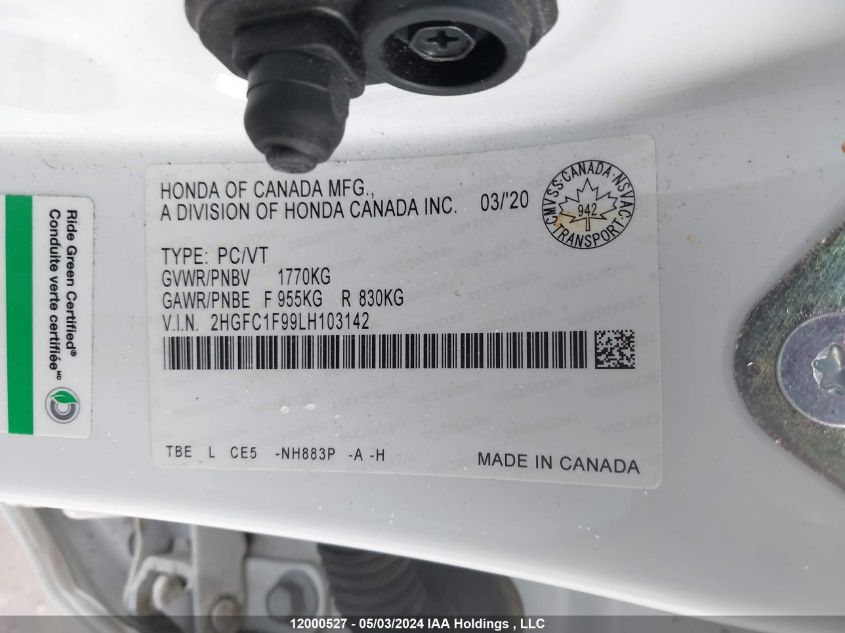 HONDA OF CANADA MFG.,
A DIVISION OF HONDA CANADA INC. 03/'20
CMVSS-CANADA-NSVAC
942
TRANSPORT
TYPE: PC/VT
GVWR/PNBV 1770KG
GAWR/PNBE F 955KG R 830KG
V.I.N. 2HGFC1F99LH103142
TBE L CE5 -NH883P -A -H
MADE IN CANADA
Ride Green Certified®
Conduite verte certifiée MD
12000527 - 05/03/2024 IAA Holdings , LLC